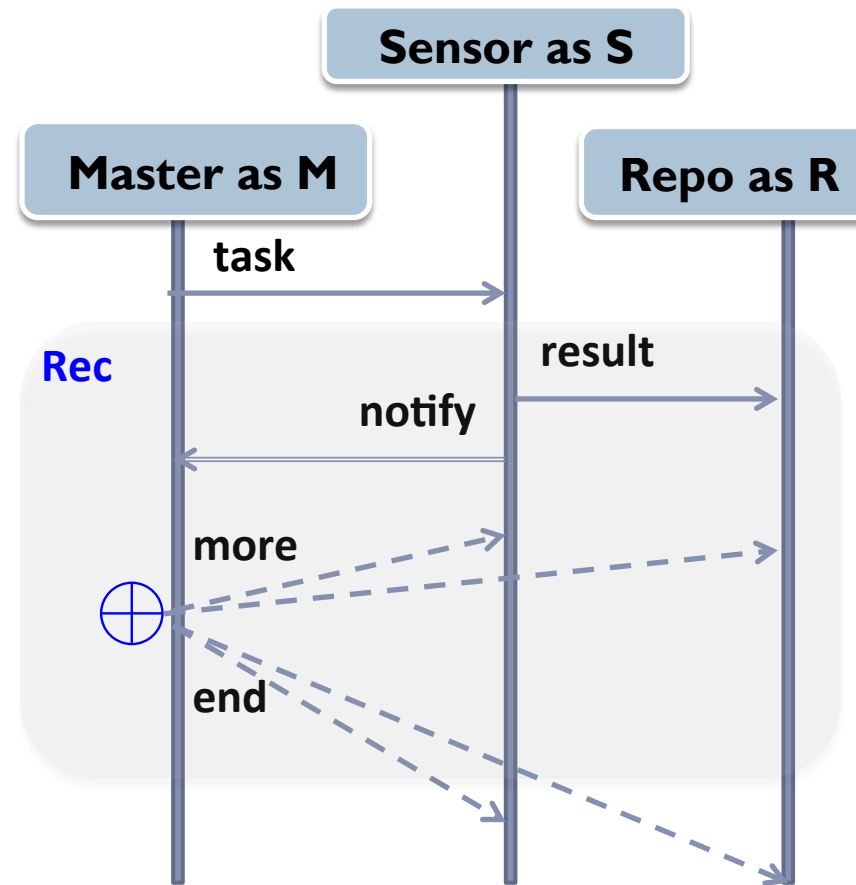 Sensor as S
Master as M
Repo as R
task
Rec
result
notify
more
end